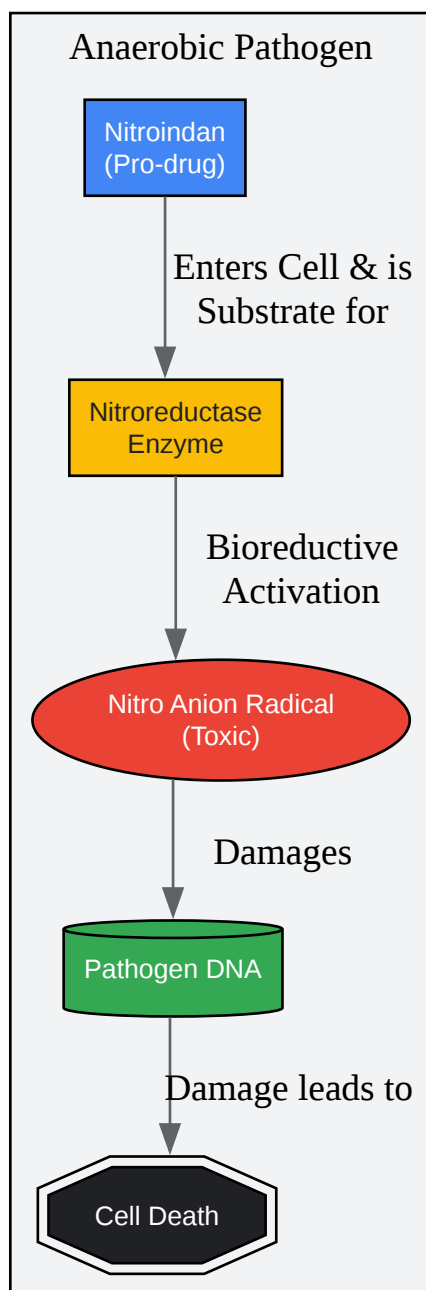 Anaerobic Pathogen
Nitroindan
(Pro-drug)
Enters Cell & is
Substrate for
Nitroreductase
Enzyme
Bioreductive
Activation
Nitro Anion Radical
(Toxic)
Damages
Pathogen DNA
Damage leads to
Cell Death